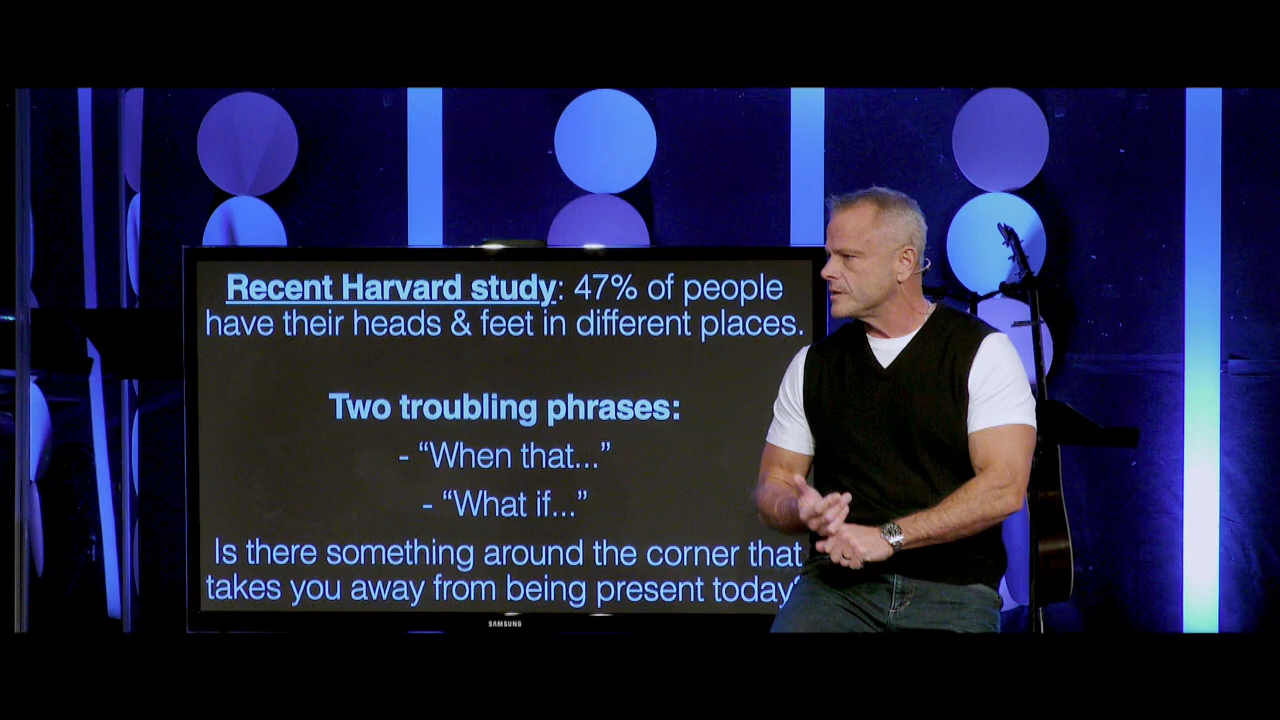 Recent Harvard study: 47% of people
have their heads & feet in different places.
Two troubling phrases:
- “When that...”
- “What if...”
Is there something around the corner that
takes you away from being present today?
SAMSUNG